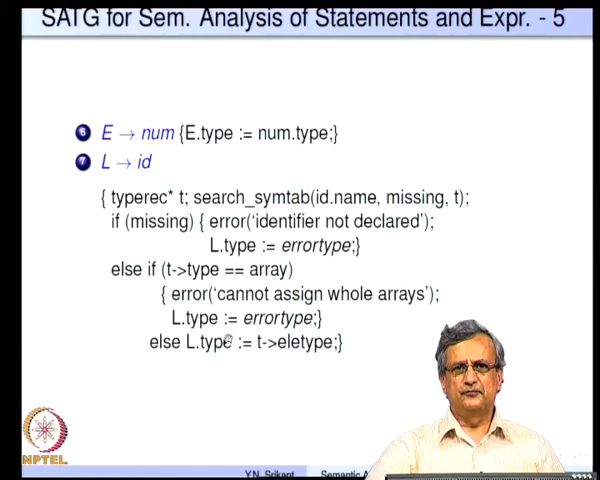 SATG for Sem. Analysis of Statements and Expr. - 5
6 E → num {E.type := num.type;}
7 L → id
{ typerec* t; search_symtab(id.name, missing, t);
if (missing) { error('identifier not declared');
L.type := errortype;}
else if (t->type == array)
{ error('cannot assign whole arrays');
L.type := errortype;}
else L.type := t->eletype;}
NPTEL
Y.N. Srikant Semantic